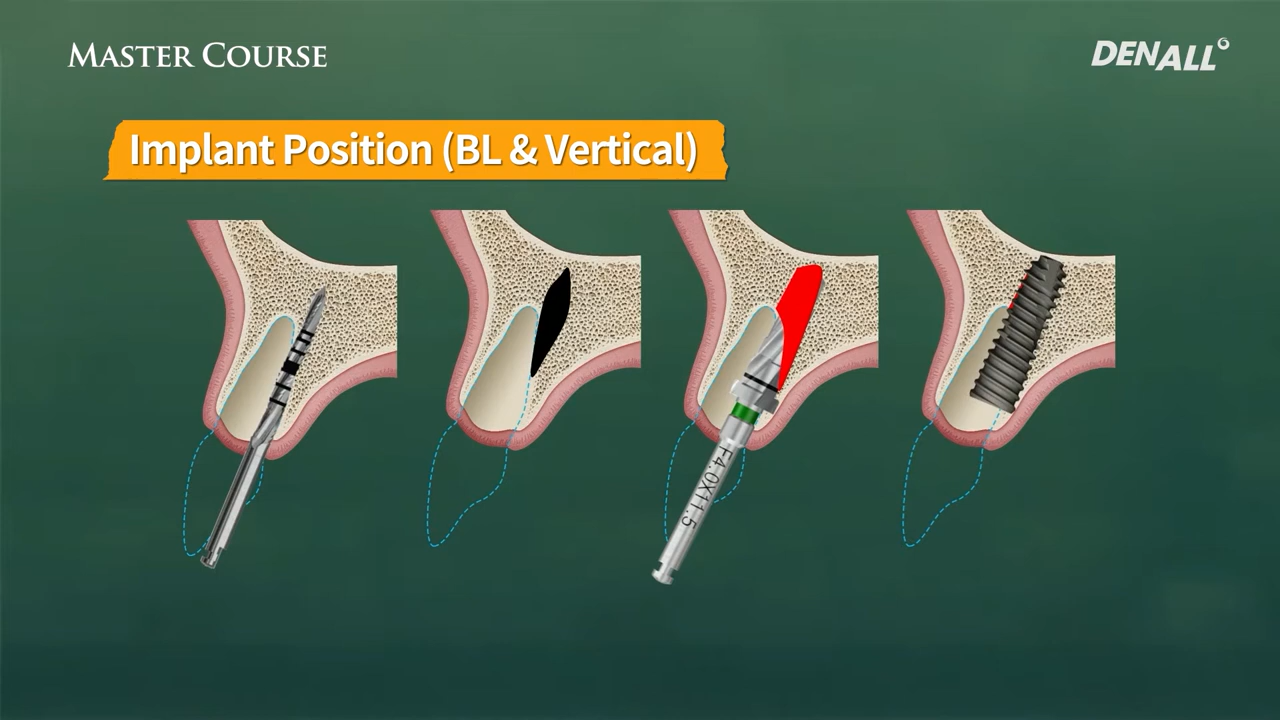 MASTER COURSE
DENALL
Implant Position (BL & Vertical)
F4.0X11.5